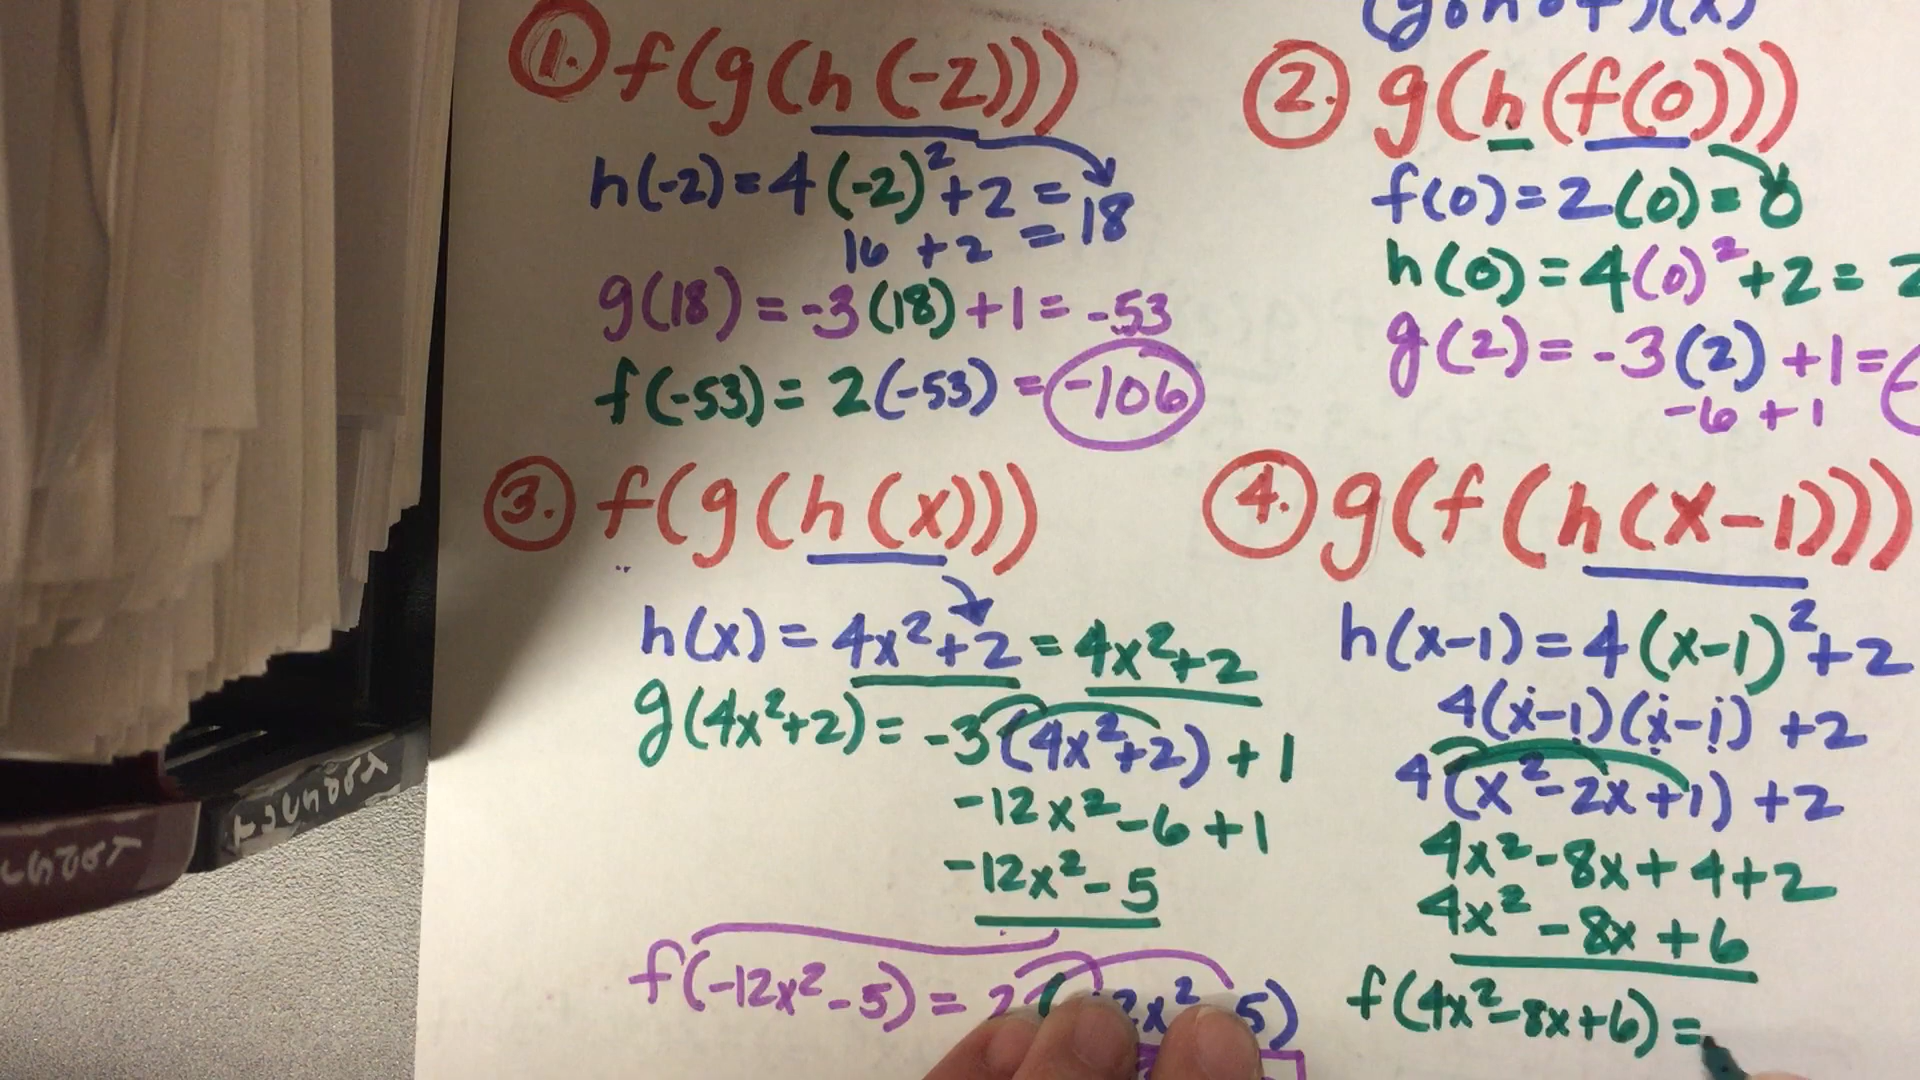 (g o h o f)(x)
1. f(g(h(-2)))
h(-2) = 4(-2)² + 2 = 18
16 + 2 = 18
g(18) = -3(18) + 1 = -53
f(-53) = 2(-53) = -106
2. g(h(f(0)))
f(0) = 2(0) = 0
h(0) = 4(0)² + 2 = 2
g(2) = -3(2) + 1 =
-6 + 1
3. f(g(h(x)))
h(x) = 4x² + 2 = 4x² + 2
g(4x² + 2) = -3(4x² + 2) + 1
-12x² - 6 + 1
-12x² - 5
f(-12x² - 5) = 2( 2x² 5)
4. g(f(h(x-1)))
h(x-1) = 4(x-1)² + 2
4(x-1)(x-1) + 2
4(x² - 2x + 1) + 2
4x² - 8x + 4 + 2
4x² - 8x + 6
f(4x² - 8x + 6) =